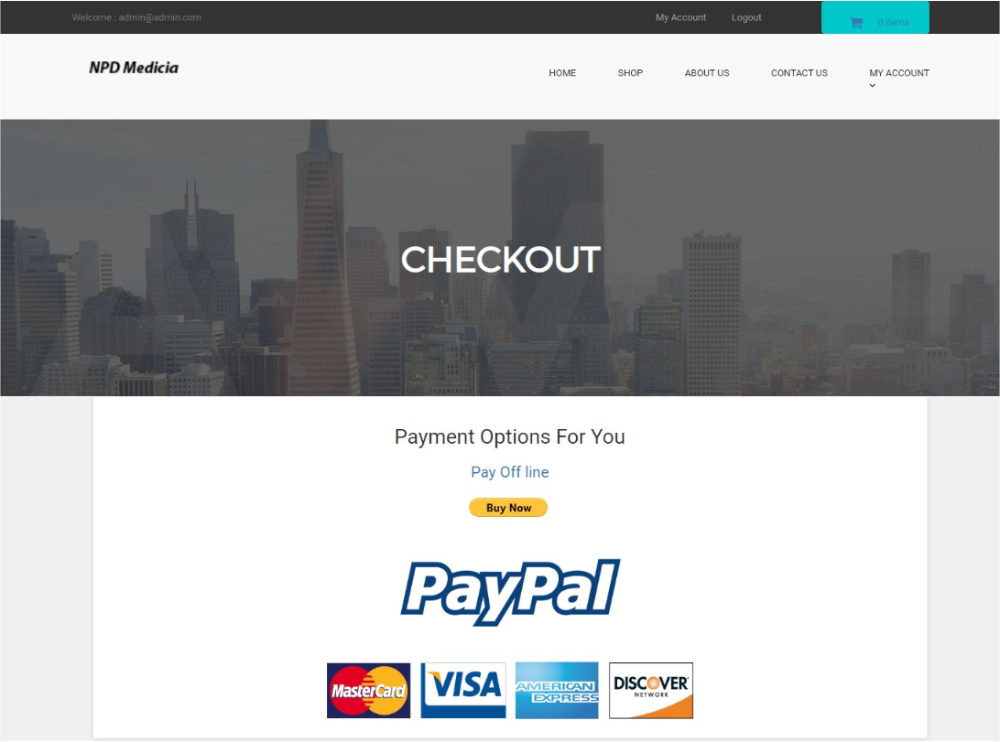 Welcome : admin@admin.com
My Account
Logout
0 items
NPD Medicia
HOME
SHOP
ABOUT US
CONTACT US
MY ACCOUNT
CHECKOUT
Payment Options For You
Pay Off line
Buy Now
PayPal
MasterCard
VISA
AMERICAN EXPRESS
DISCOVER
NETWORK